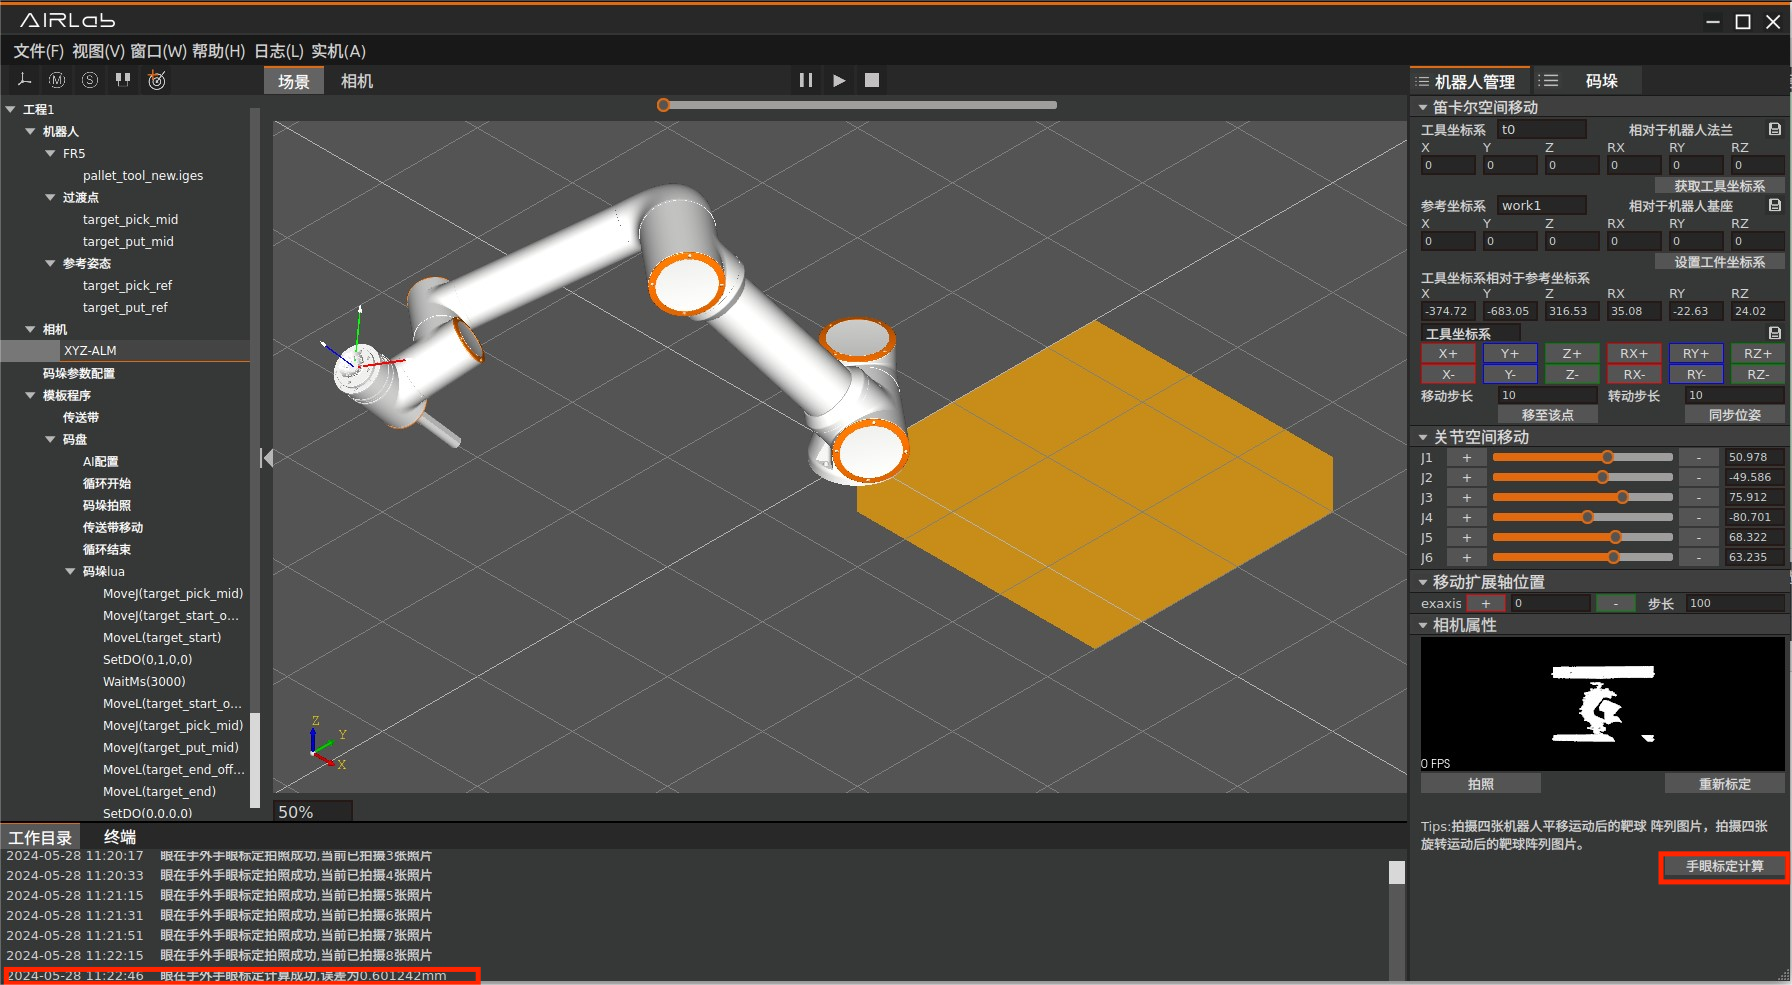 AIRLab
文件(F) 视图(V) 窗口(W) 帮助(H) 日志(L) 实机(A)
M S
场景 相机
机器人管理 码垛
工程1
机器人
FR5
pallet_tool_new.iges
过渡点
target_pick_mid
target_put_mid
参考姿态
target_pick_ref
target_put_ref
相机
XYZ-ALM
码垛参数配置
模板程序
传送带
码盘
AI配置
循环开始
码垛拍照
传送带移动
循环结束
码垛lua
MoveJ(target_pick_mid)
MoveJ(target_start_o...
MoveL(target_start)
SetDO(0,1,0,0)
WaitMs(3000)
MoveL(target_start_o...
MoveJ(target_pick_mid)
MoveJ(target_put_mid)
MoveL(target_end_off...
MoveL(target_end)
SetDO(0,0,0,0)
Z
Y
X
50%
笛卡尔空间移动
工具坐标系 t0 相对于机器人法兰
X Y Z RX RY RZ
0 0 0 0 0 0
获取工具坐标系
参考坐标系 work1 相对于机器人基座
X Y Z RX RY RZ
0 0 0 0 0 0
设置工件坐标系
工具坐标系相对于参考坐标系
X Y Z RX RY RZ
-374.72 -683.05 316.53 35.08 -22.63 24.02
工具坐标系
X+ Y+ Z+ RX+ RY+ RZ+
X- Y- Z- RX- RY- RZ-
移动步长 10 转动步长 10
移至该点 同步位姿
关节空间移动
J1 + - 50.978
J2 + - -49.586
J3 + - 75.912
J4 + - -80.701
J5 + - 68.322
J6 + - 63.235
移动扩展轴位置
exaxis + 0 - 步长 100
相机属性
0 FPS
拍照 重新标定
Tips:拍摄四张机器人平移运动后的靶球 阵列图片，拍摄四张
旋转运动后的靶球阵列图片。
手眼标定计算
工作目录 终端
2024-05-28 11:20:17 眼在手外手眼标定拍照成功,当前已拍摄3张照片
2024-05-28 11:20:33 眼在手外手眼标定拍照成功,当前已拍摄4张照片
2024-05-28 11:21:15 眼在手外手眼标定拍照成功,当前已拍摄5张照片
2024-05-28 11:21:31 眼在手外手眼标定拍照成功,当前已拍摄6张照片
2024-05-28 11:21:51 眼在手外手眼标定拍照成功,当前已拍摄7张照片
2024-05-28 11:22:15 眼在手外手眼标定拍照成功,当前已拍摄8张照片
2024-05-28 11:22:46 眼在手外手眼标定计算成功,误差为0.601242mm